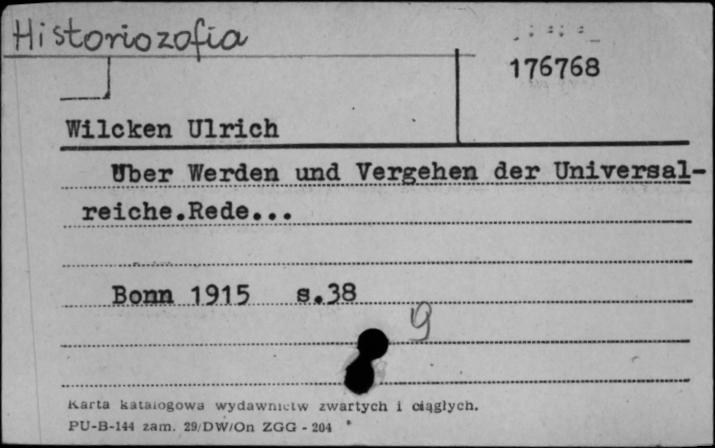 Historiozofia
176768
Wilcken Ulrich
Über Werden und Vergehen der Universal-
reiche.Rede...
Bonn 1915 s.38
g
Karta katalogowa wydawnictw zwartych i ciągłych.
PU-B-144 zam. 29/DW/On ZGG - 204